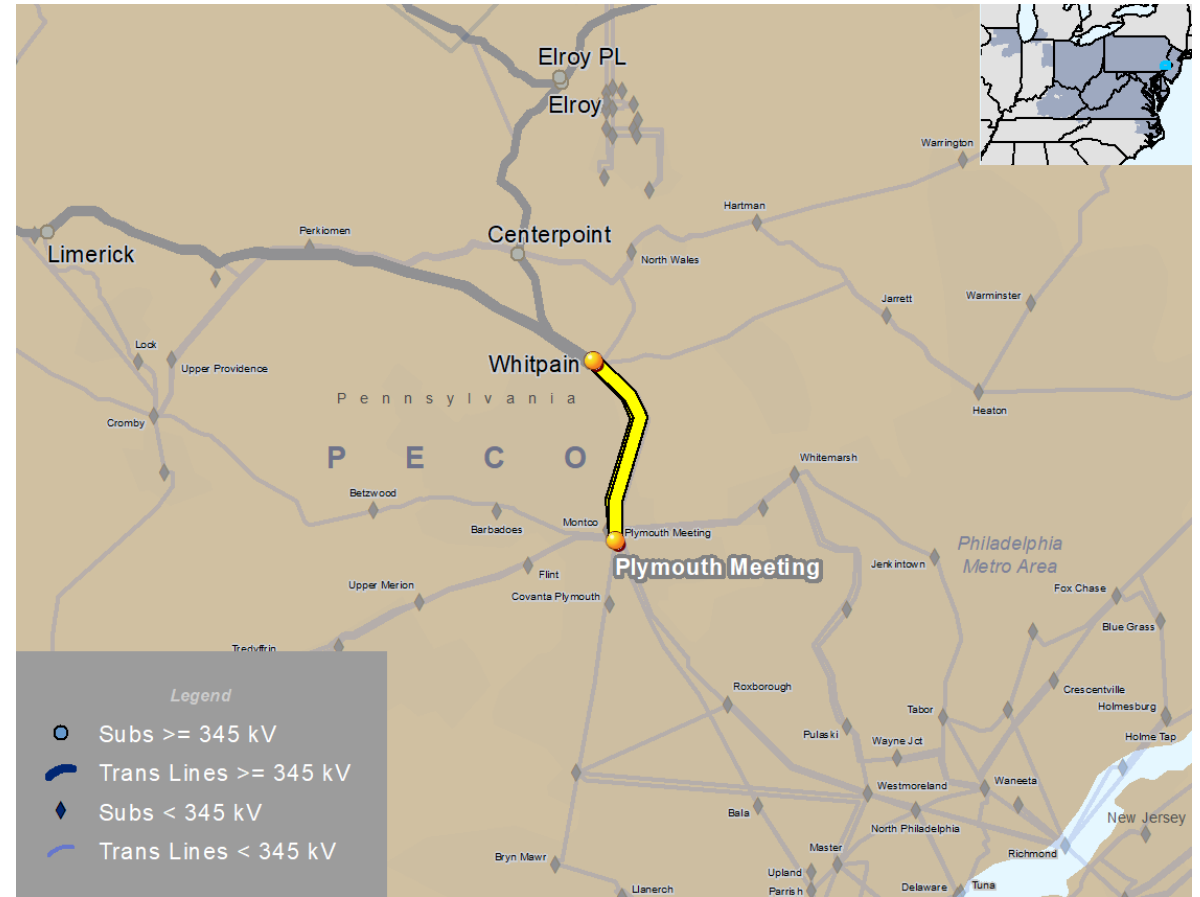 Elroy PL
Elroy
Warrington
Hartman
Perkiomen
Centerpoint
Limerick
North Wales
Jarrett
Warminster
Lock
Upper Providence
Whitpain
Pennsylvania
Heaton
Cromby
PECO
Whitemarsh
Betzwood
Barbadoes
Montco
Plymouth Meeting
Plymouth Meeting
Philadelphia
Metro Area
Jenkintown
Flint
Upper Merion
Covanta Plymouth
Fox Chase
Blue Grass
Tredyffrin
Roxborough
Crescentville
Tabor
Holmesburg
Pulaski
Wayne Jct
Holme Tap
Westmoreland
Waneeta
Bala
North Philadelphia
New Jersey
Master
Richmond
Bryn Mawr
Upland
Parrish
Llanerch
Delaware
Tuna
Legend
Subs >= 345 kV
Trans Lines >= 345 kV
Subs < 345 kV
Trans Lines < 345 kV